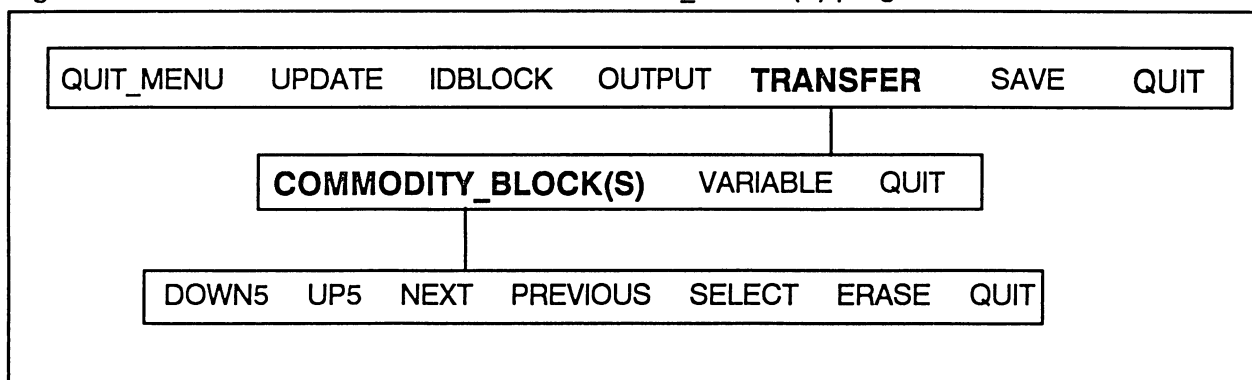 QUIT_MENU UPDATE IDBLOCK OUTPUT TRANSFER SAVE QUIT
COMMODITY_BLOCK(S) VARIABLE QUIT
DOWN5 UP5 NEXT PREVIOUS SELECT ERASE QUIT